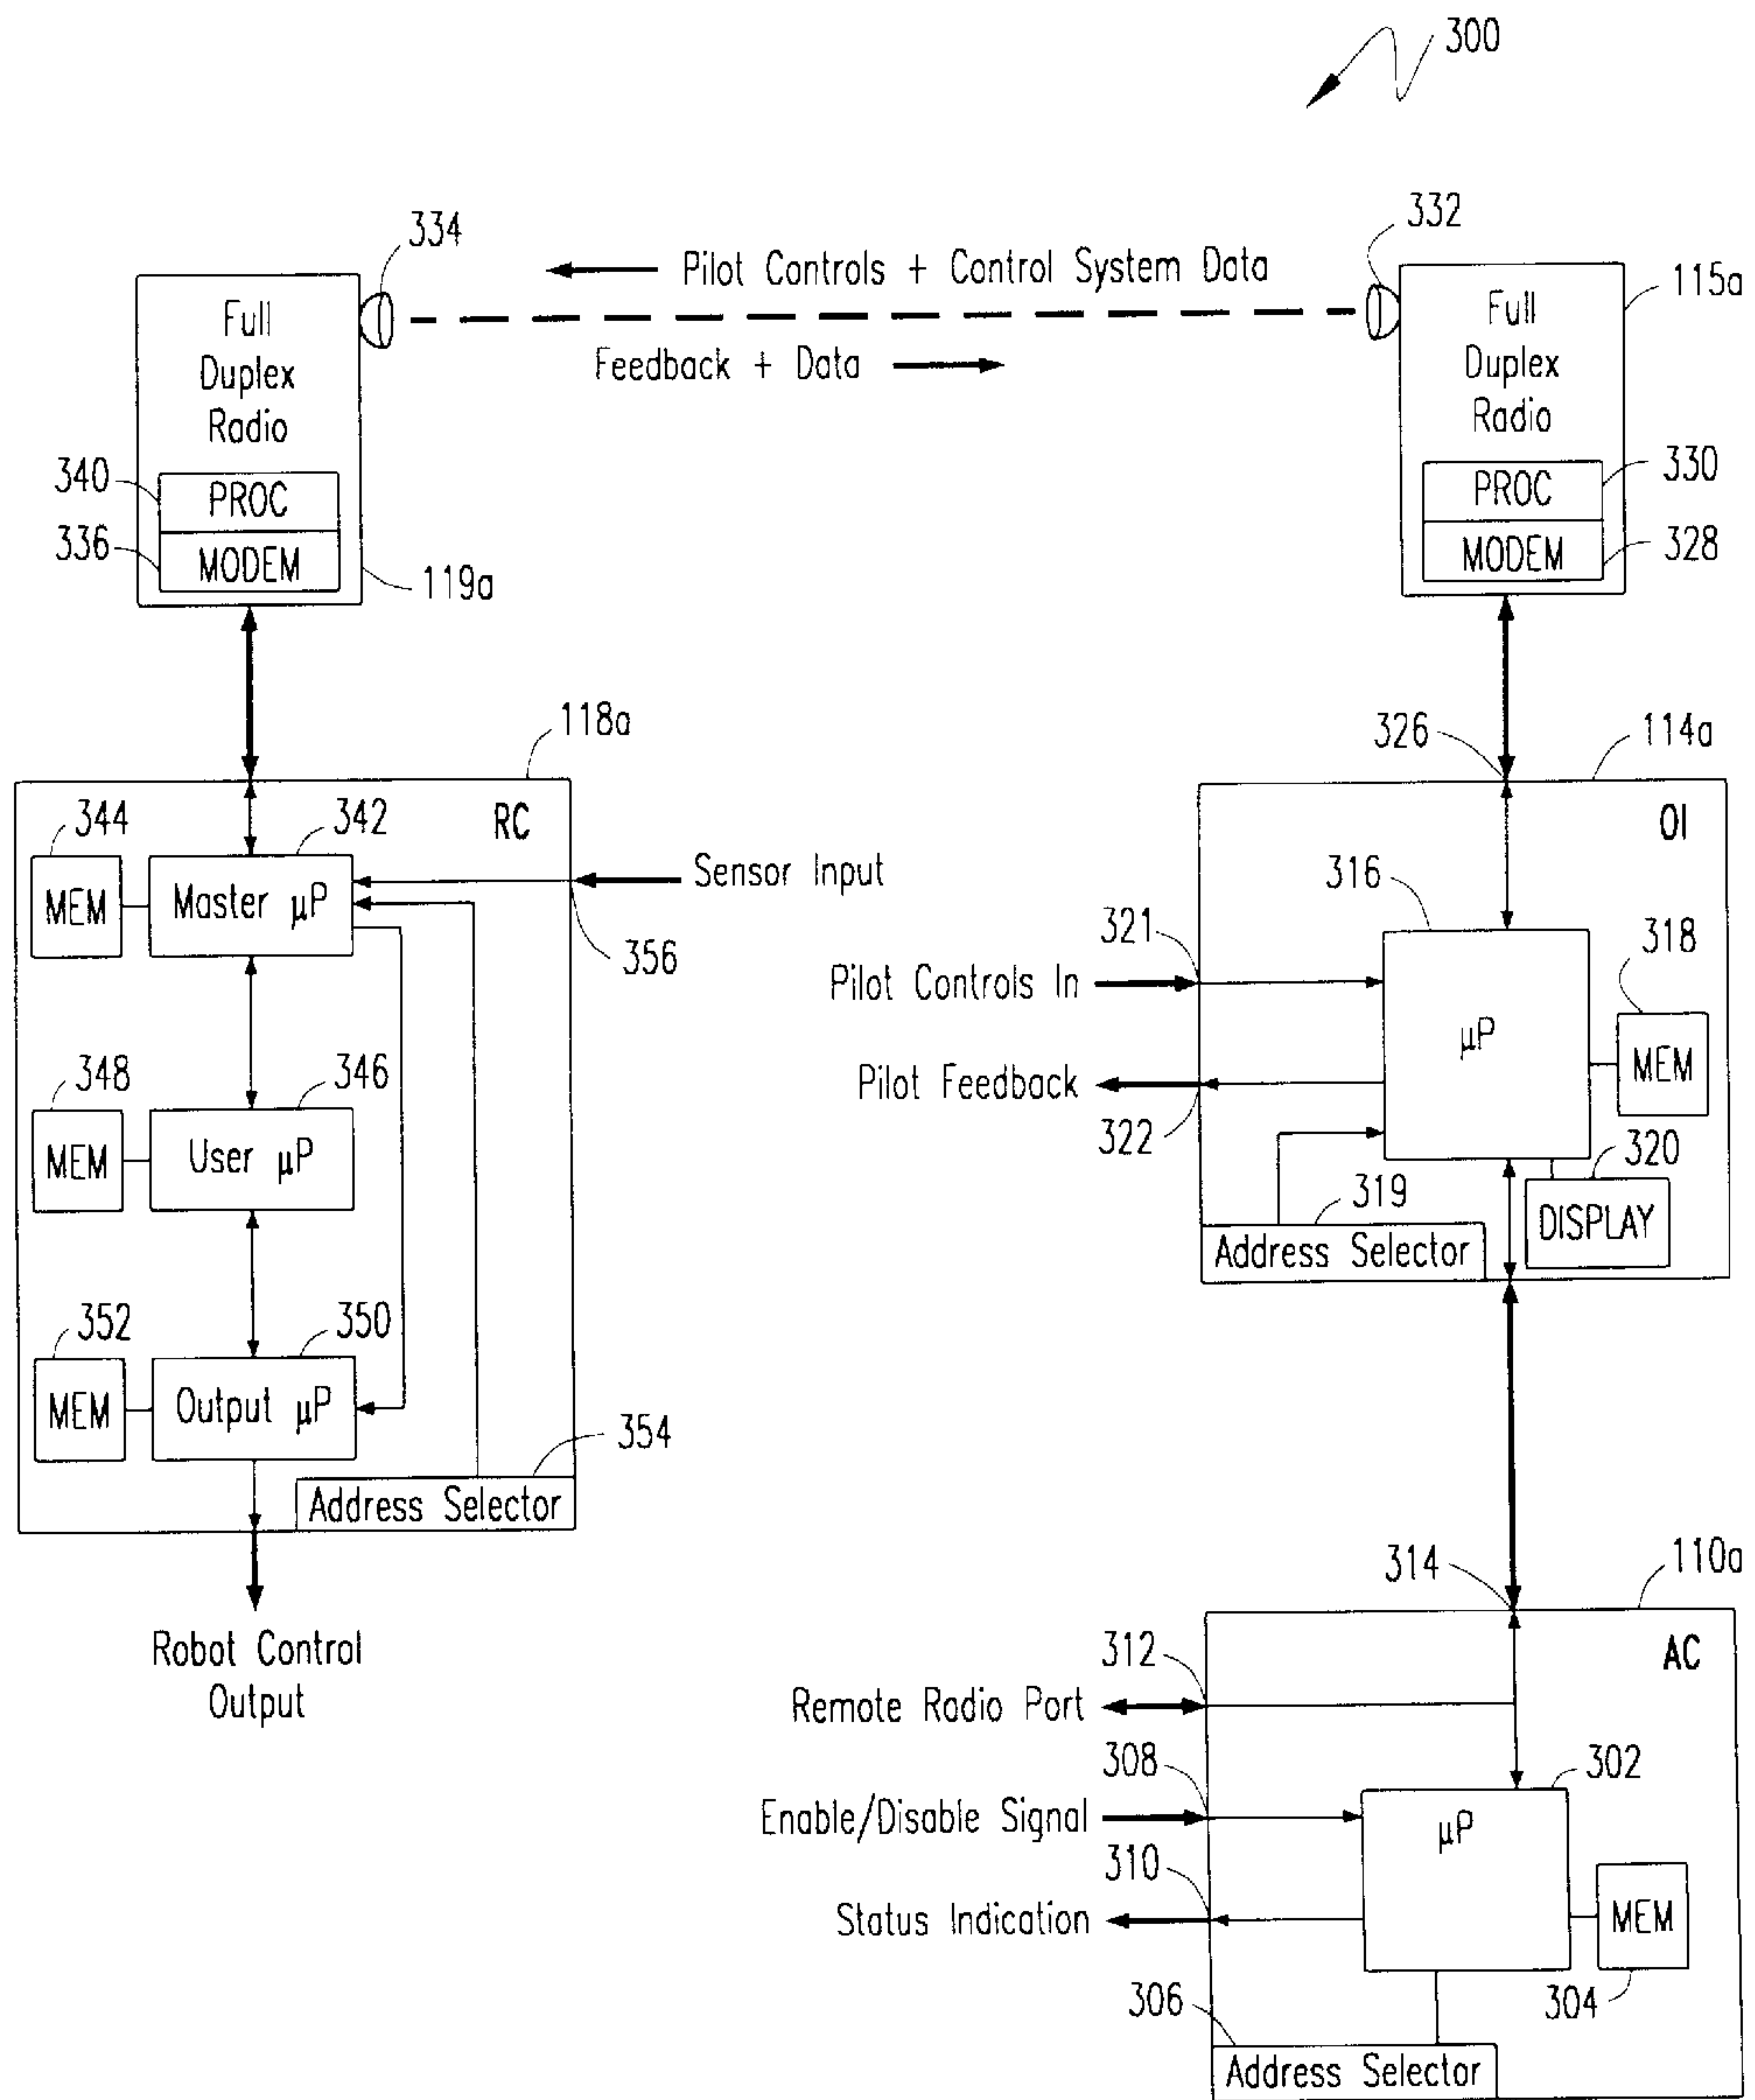 300
334
332
Pilot Controls + Control System Data
Feedback + Data
115a
Full
Duplex
Radio
340
PROC
336
MODEM
119a
Full
Duplex
Radio
PROC
330
MODEM
328
118a
RC
344
MEM
342
Master µP
Sensor Input
356
348
MEM
346
User µP
352
MEM
350
Output µP
354
Address Selector
Robot Control
Output
326
114a
OI
316
µP
321
Pilot Controls In
318
MEM
Pilot Feedback
322
319
Address Selector
320
DISPLAY
314
110a
AC
312
Remote Radio Port
308
Enable/Disable Signal
302
µP
310
Status Indication
MEM
304
306
Address Selector